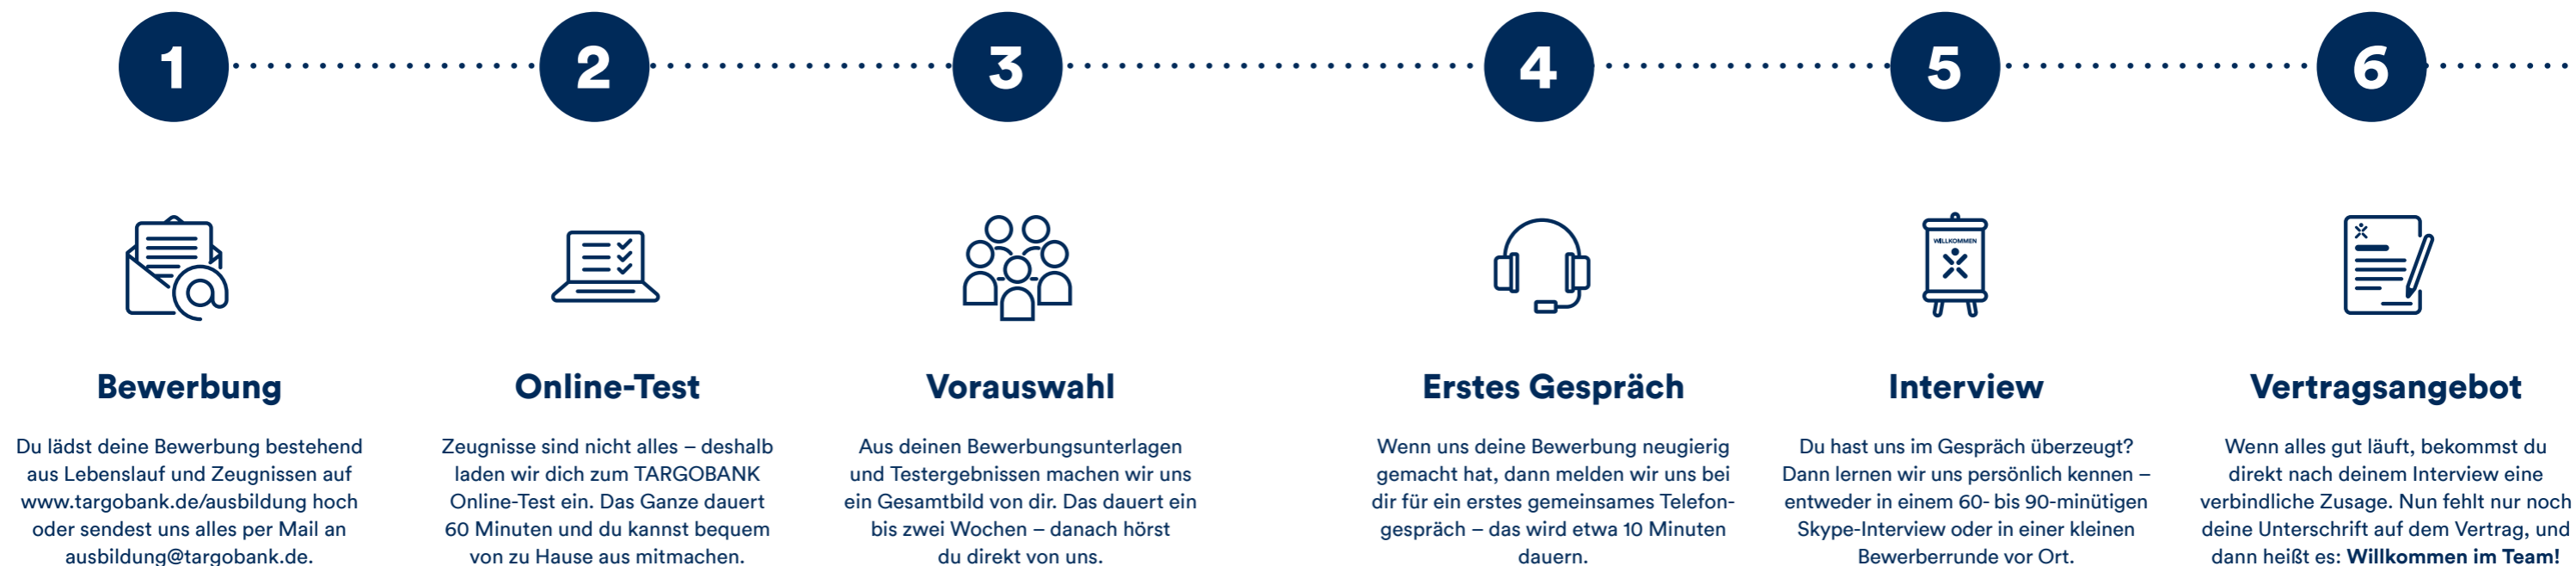 1
2
3
4
5
6
WILLKOMMEN
Bewerbung
Du lädst deine Bewerbung bestehend
aus Lebenslauf und Zeugnissen auf
www.targobank.de/ausbildung hoch
oder sendest uns alles per Mail an
ausbildung@targobank.de.
Online-Test
Zeugnisse sind nicht alles – deshalb
laden wir dich zum TARGOBANK
Online-Test ein. Das Ganze dauert
60 Minuten und du kannst bequem
von zu Hause aus mitmachen.
Vorauswahl
Aus deinen Bewerbungsunterlagen
und Testergebnissen machen wir uns
ein Gesamtbild von dir. Das dauert ein
bis zwei Wochen – danach hörst
du direkt von uns.
Erstes Gespräch
Wenn uns deine Bewerbung neugierig
gemacht hat, dann melden wir uns bei
dir für ein erstes gemeinsames Telefon-
gespräch – das wird etwa 10 Minuten
dauern.
Interview
Du hast uns im Gespräch überzeugt?
Dann lernen wir uns persönlich kennen –
entweder in einem 60- bis 90-minütigen
Skype-Interview oder in einer kleinen
Bewerberrunde vor Ort.
Vertragsangebot
Wenn alles gut läuft, bekommst du
direkt nach deinem Interview eine
verbindliche Zusage. Nun fehlt nur noch
deine Unterschrift auf dem Vertrag, und
dann heißt es: Willkommen im Team!